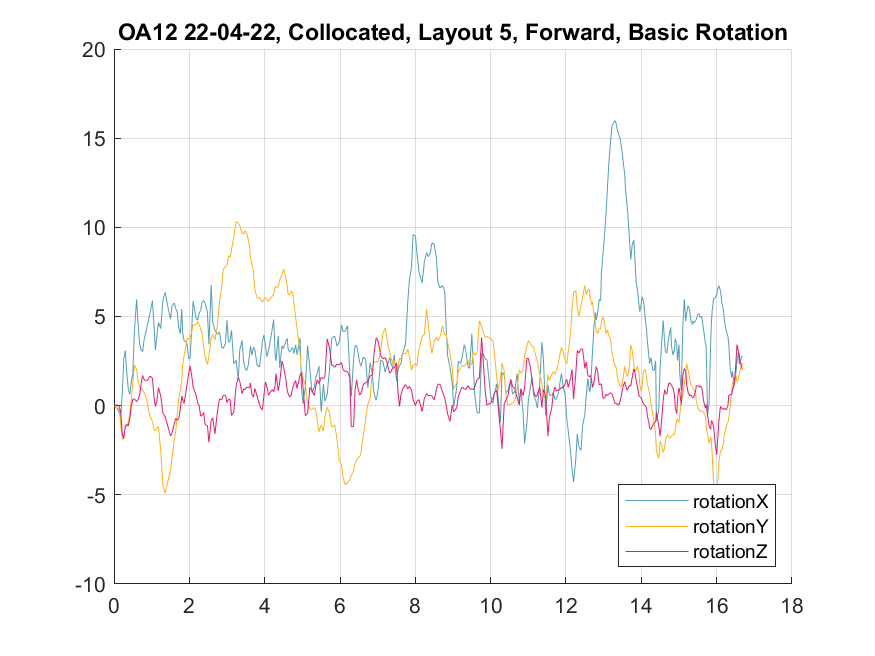 OA12 22-04-22, Collocated, Layout 5, Forward, Basic Rotation
20
15
10
5
0
-5
-10
0 2 4 6 8 10 12 14 16 18
rotationX
rotationY
rotationZ